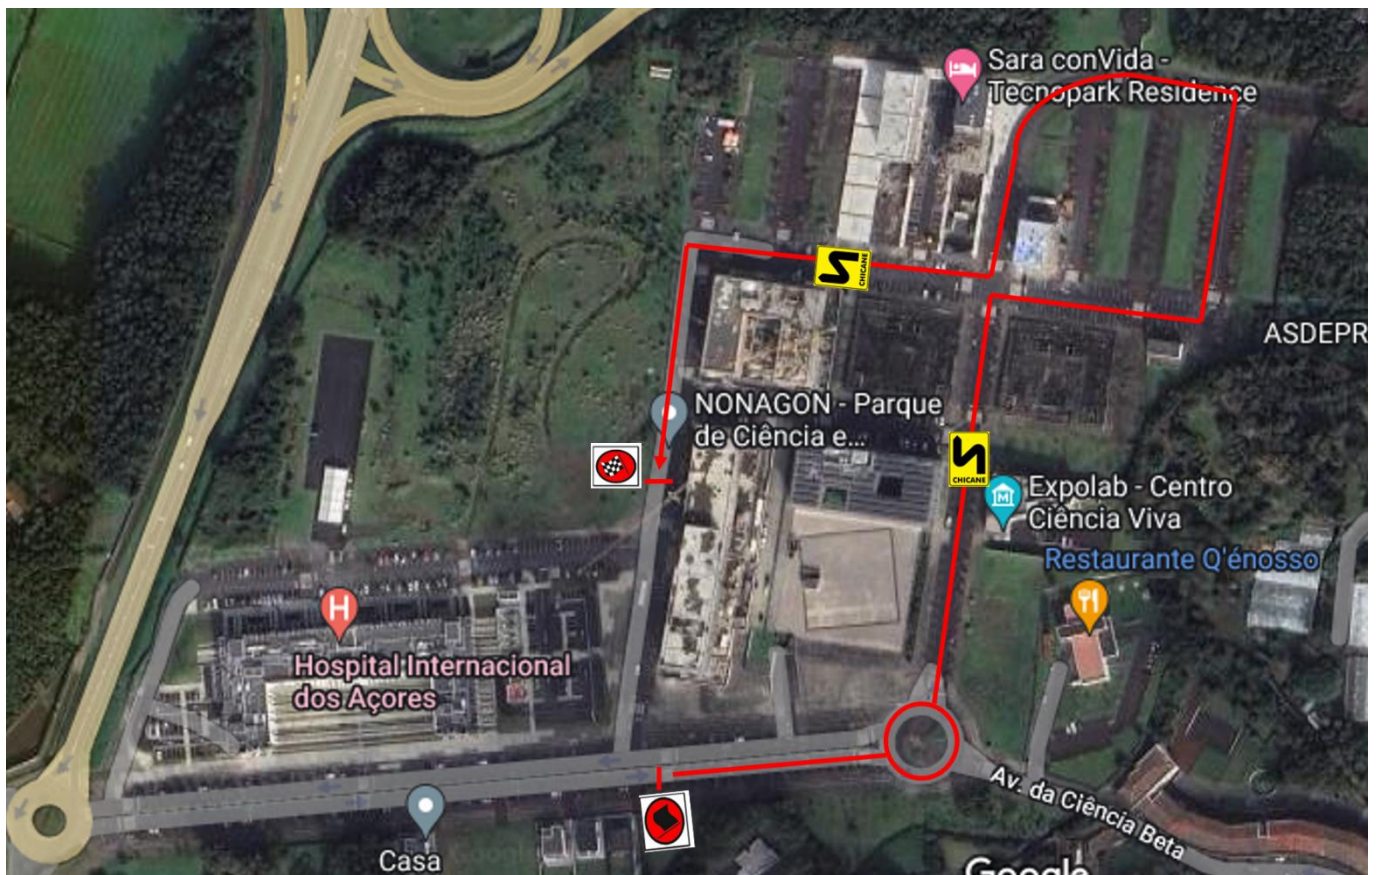 Sara conVida -
Tecnopark Residence
CHICANE
ASDEPR
NONAGON - Parque
de Ciência e...
CHICANE
Expolab - Centro
Ciência Viva
Restaurante Q'énosso
H
Hospital Internacional
dos Açores
M
Av. da Ciência Beta
Casa
Google